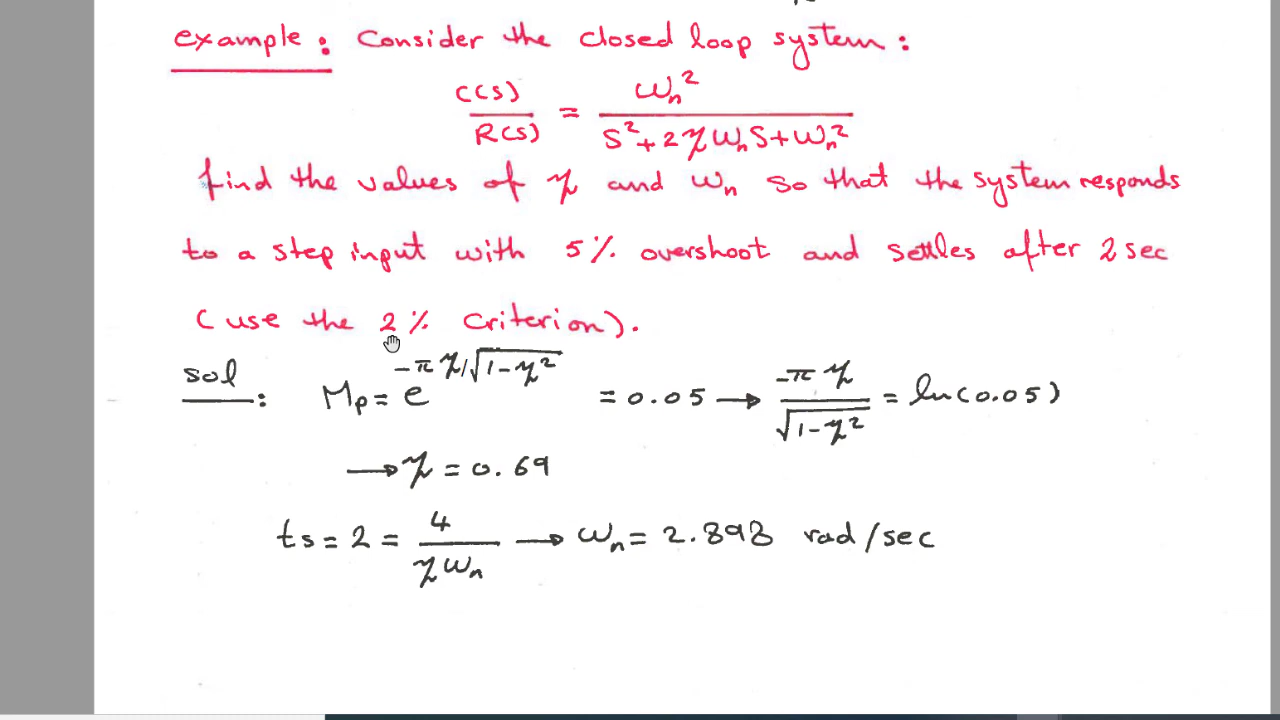 example: Consider the closed loop system:
C(s)/R(s) = ωn²/(S²+2ζωnS+ωn²)
find the values of ζ and ωn so that the system responds
to a step input with 5% overshoot and settles after 2 sec
(use the 2% criterion).
sol: Mp = e^(-πζ/√(1-ζ²)) = 0.05 → -πζ/√(1-ζ²) = ln(0.05)
→ ζ = 0.69
ts = 2 = 4/(ζωn) → ωn = 2.898 rad/sec